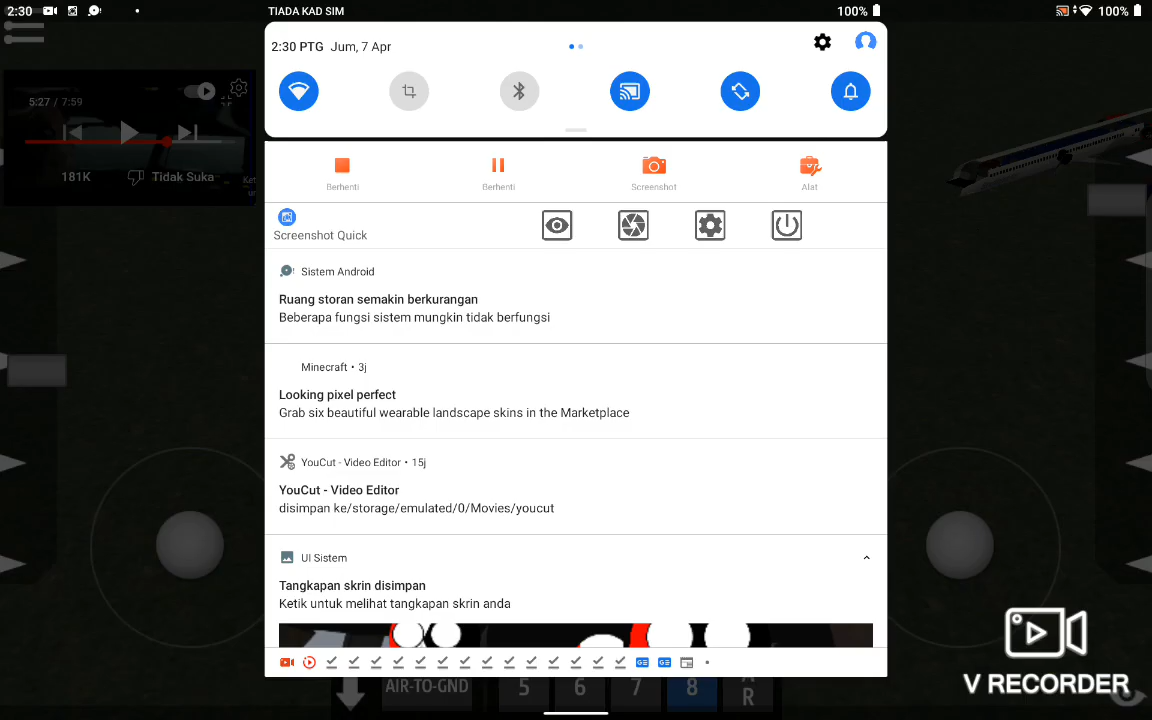 2:30
TIADA KAD SIM
100%
100%
2:30 PTG Jum, 7 Apr
5:27 / 7:59
181K
Tidak Suka
Ket
Berhenti
Berhenti
Screenshot
Alat
Screenshot Quick
Sistem Android
Ruang storan semakin berkurangan
Beberapa fungsi sistem mungkin tidak berfungsi
Minecraft • 3j
Looking pixel perfect
Grab six beautiful wearable landscape skins in the Marketplace
YouCut - Video Editor • 15j
YouCut - Video Editor
disimpan ke/storage/emulated/0/Movies/youcut
UI Sistem
Tangkapan skrin disimpan
Ketik untuk melihat tangkapan skrin anda
GE
GE
AIR-TO-GND
5
6
7
8
A
R
V RECORDER